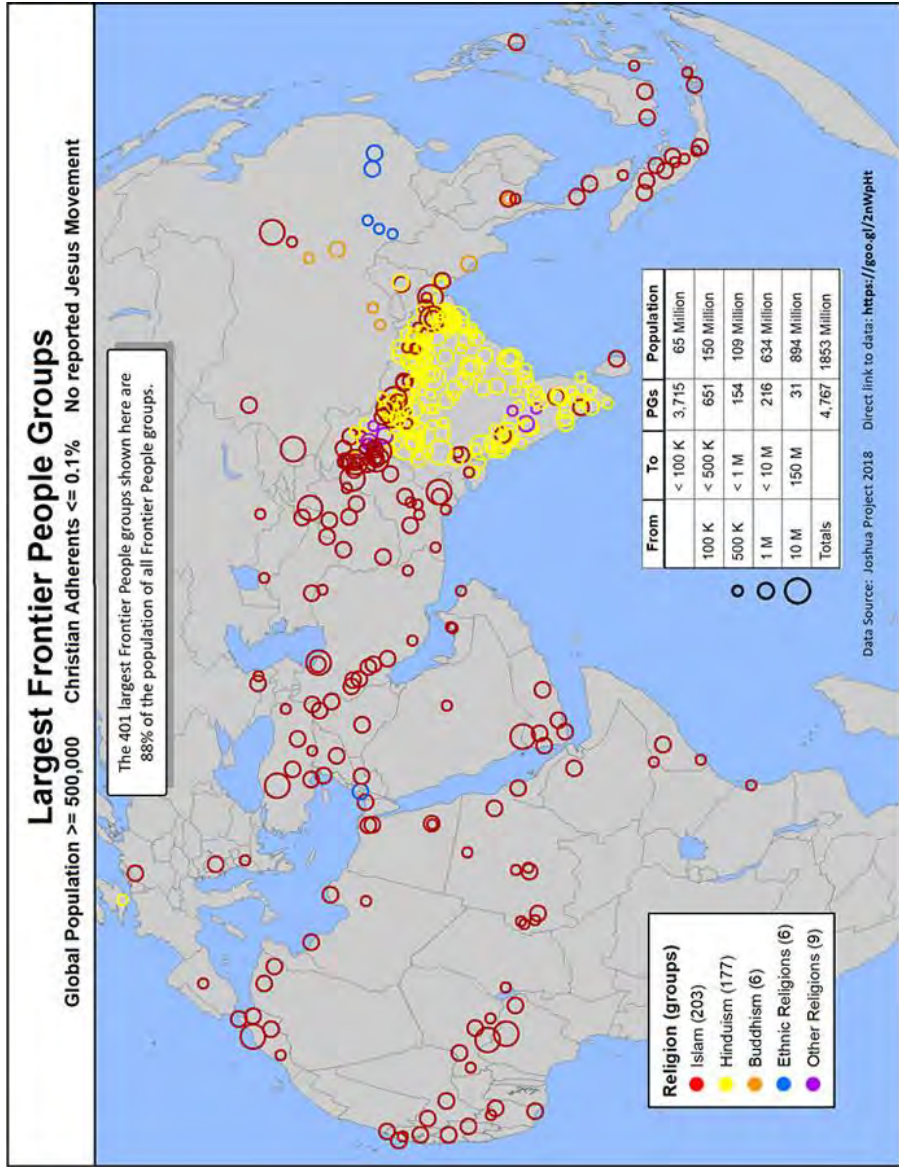 Largest Frontier People Groups
Global Population >= 500,000 Christian Adherents <= 0.1% No reported Jesus Movement
The 401 largest Frontier People groups shown here are
88% of the population of all Frontier People groups.
From To PGs Population
< 100 K 3,715 65 Million
100 K < 500 K 651 150 Million
500 K < 1 M 154 109 Million
1 M < 10 M 216 634 Million
10 M 150 M 31 894 Million
Totals 4,767 1853 Million
Religion (groups)
Islam (203)
Hinduism (177)
Buddhism (6)
Ethnic Religions (6)
Other Religions (9)
Data Source: Joshua Project 2018 Direct link to data: https://goo.gl/2nWpHt